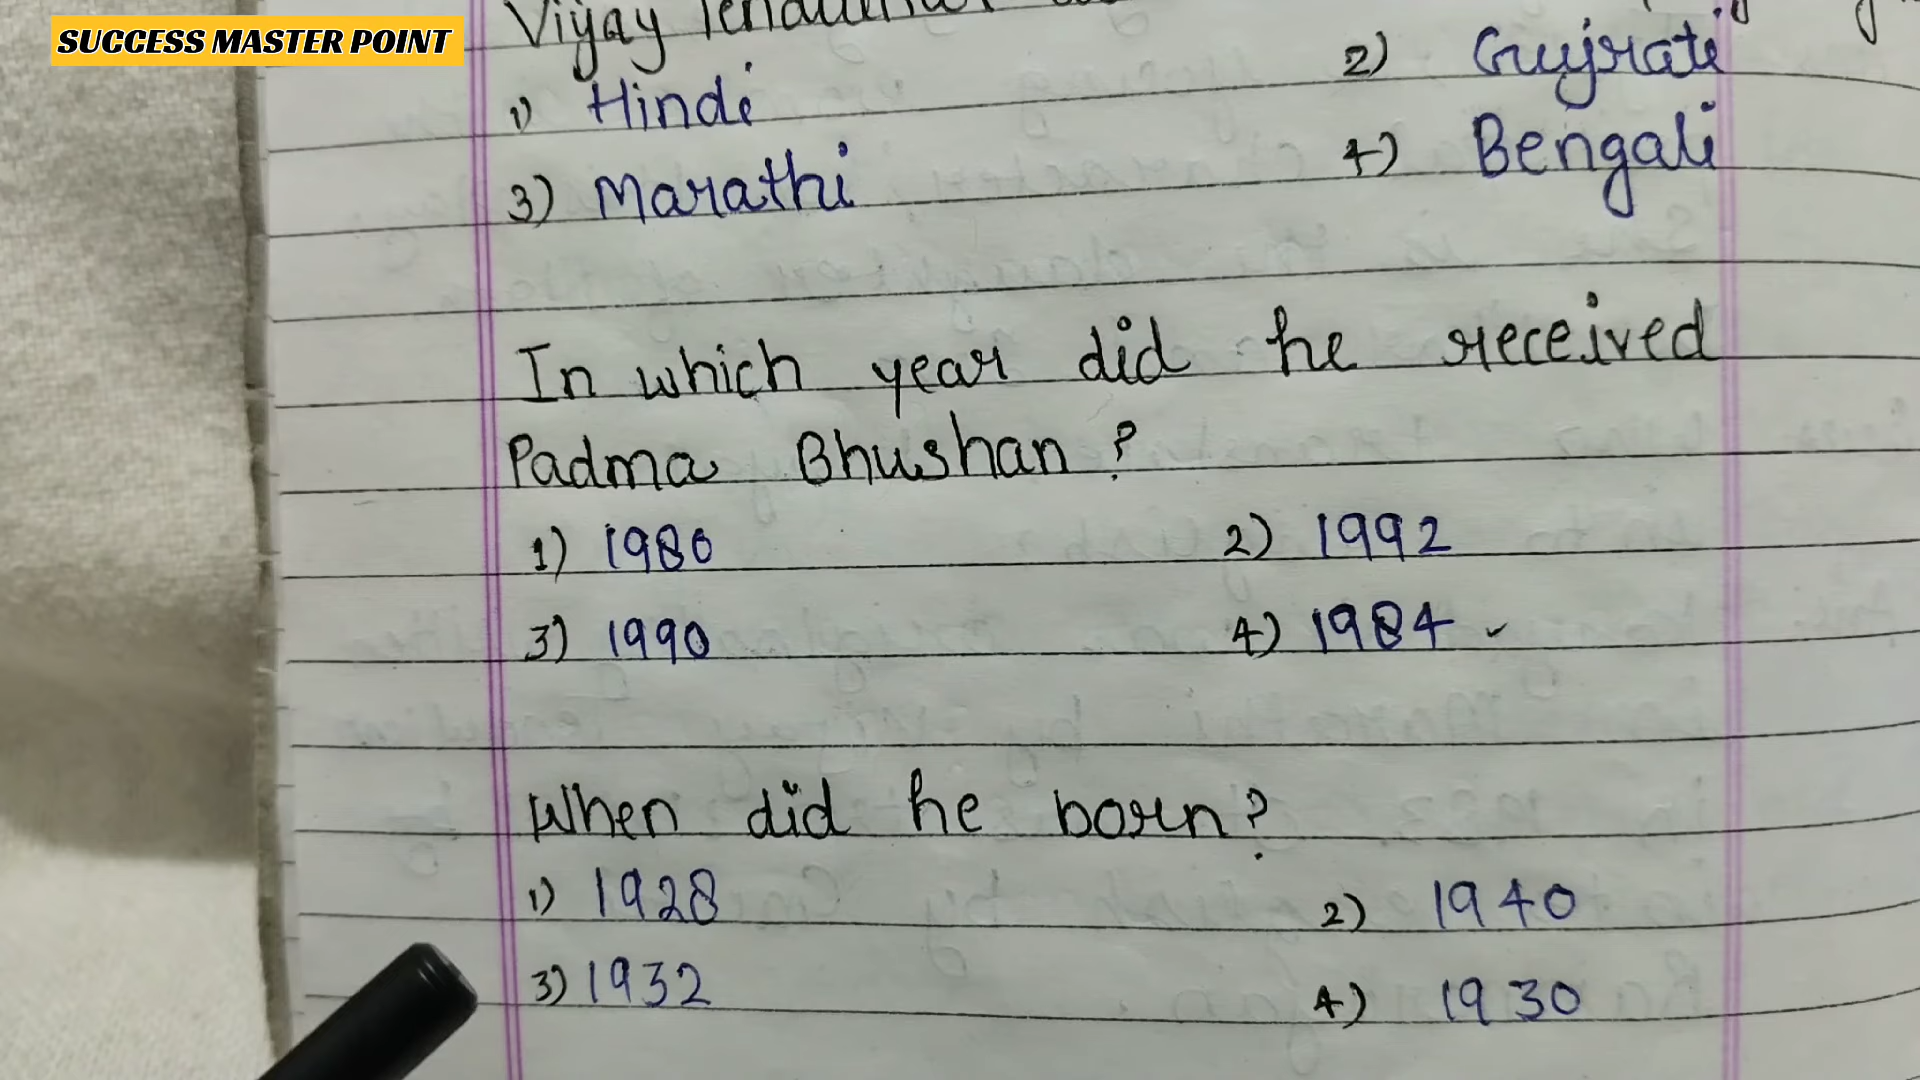 SUCCESS MASTER POINT
Vijay Tendulkar
1) Hindi 2) Gujrati
3) Marathi 4) Bengali
In which year did he received
Padma Bhushan ?
1) 1980 2) 1992
3) 1990 4) 1984 ✓
When did he born?
1) 1928 2) 1940
3) 1932 4) 1930